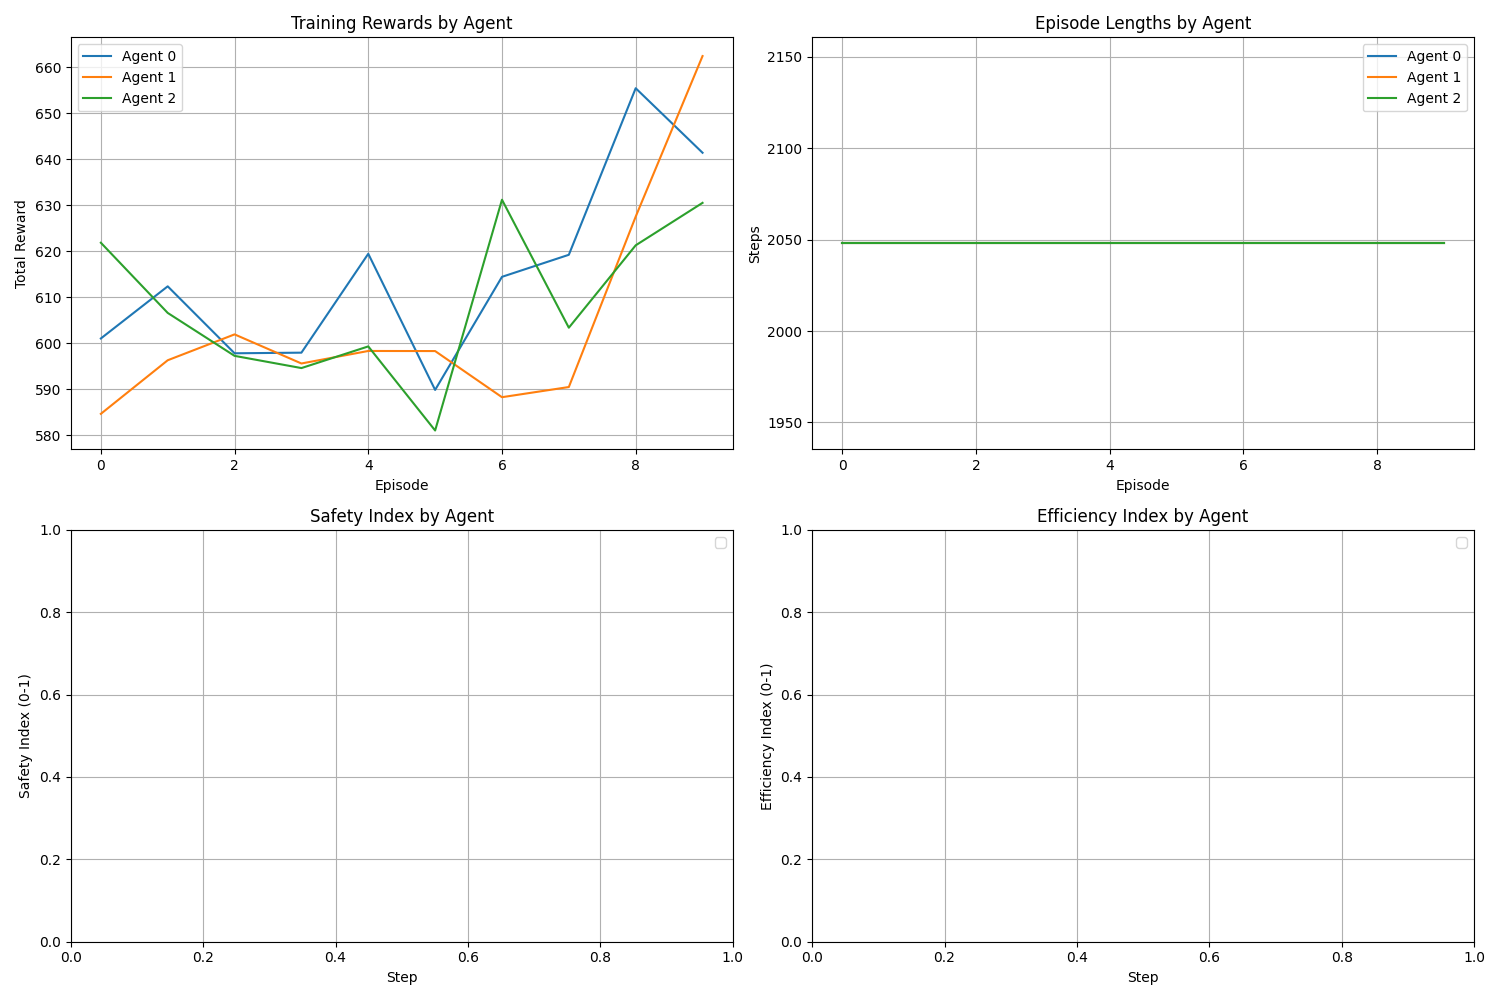 Training Rewards by Agent
Agent 0
Agent 1
Agent 2
660
650
640
630
620
610
600
590
580
Total Reward
0 2 4 6 8
Episode
Episode Lengths by Agent
Agent 0
Agent 1
Agent 2
2150
2100
2050
2000
1950
Steps
0 2 4 6 8
Episode
Safety Index by Agent
1.0
0.8
0.6
0.4
0.2
0.0
Safety Index (0-1)
0.0 0.2 0.4 0.6 0.8 1.0
Step
Efficiency Index by Agent
1.0
0.8
0.6
0.4
0.2
0.0
Efficiency Index (0-1)
0.0 0.2 0.4 0.6 0.8 1.0
Step